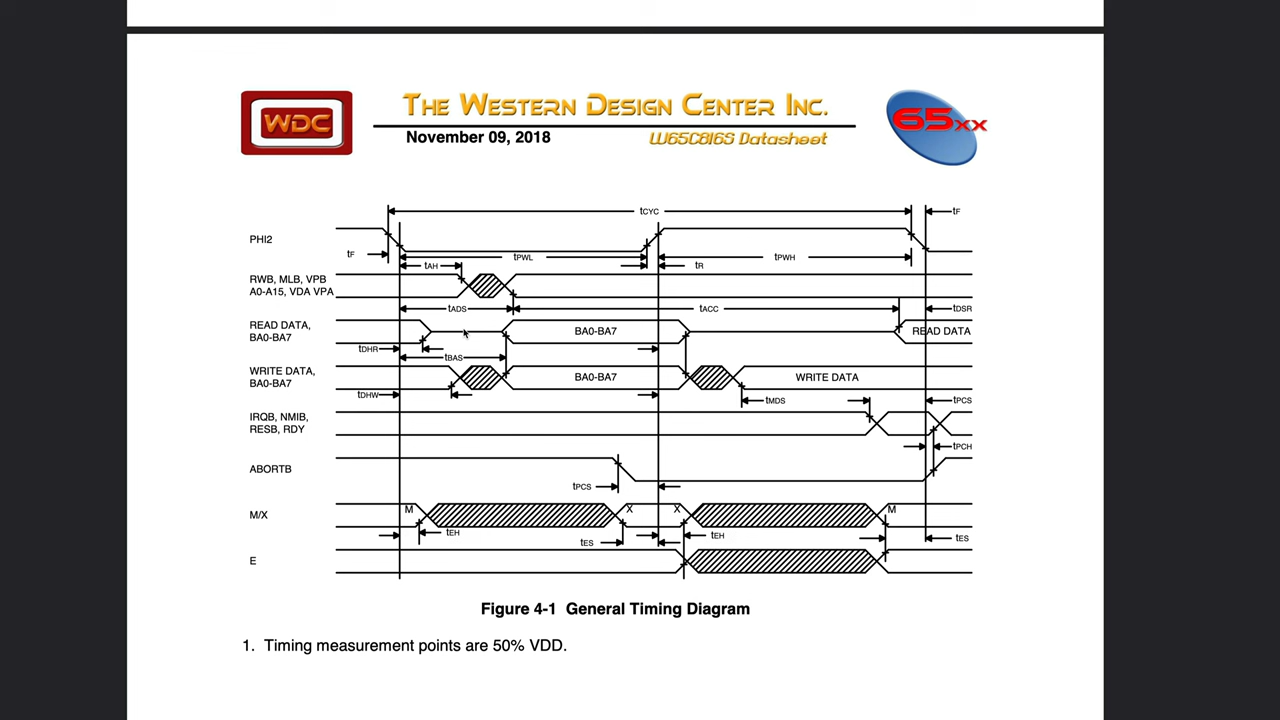 WDC
THE WESTERN DESIGN CENTER INC.
65xx
November 09, 2018
W65C816S Datasheet
tCYC
tF
PHI2
tF
tPWL
tPWH
tAH
tR
RWB, MLB, VPB
A0-A15, VDA VPA
tADS
tACC
tDSR
READ DATA,
BA0-BA7
BA0-BA7
READ DATA
tDHR
tBAS
WRITE DATA,
BA0-BA7
BA0-BA7
WRITE DATA
tDHW
tMDS
tPCS
IRQB, NMIB,
RESB, RDY
tPCH
ABORTB
tPCS
M/X
M
X
X
M
tEH
tES
tEH
tES
E
Figure 4-1 General Timing Diagram
1. Timing measurement points are 50% VDD.